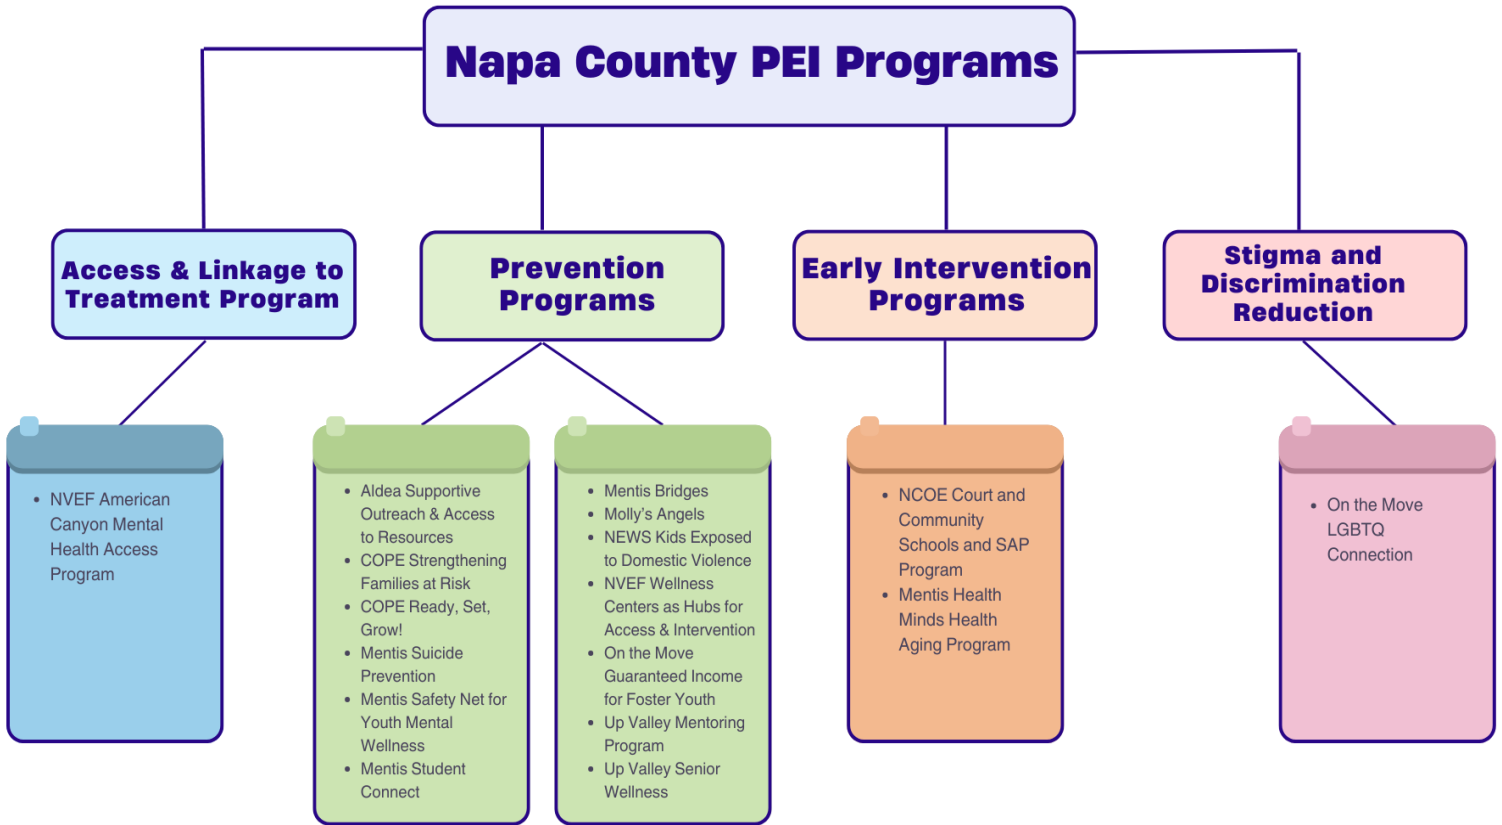 Napa County PEI Programs
Access & Linkage to
Treatment Program
Prevention
Programs
Early Intervention
Programs
Stigma and
Discrimination
Reduction
• NVEF American
Canyon Mental
Health Access
Program
• Aldea Supportive
Outreach & Access
to Resources
• COPE Strengthening
Families at Risk
• COPE Ready, Set,
Grow!
• Mentis Suicide
Prevention
• Mentis Safety Net for
Youth Mental
Wellness
• Mentis Student
Connect
• Mentis Bridges
• Molly's Angels
• NEWS Kids Exposed
to Domestic Violence
• NVEF Wellness
Centers as Hubs for
Access & Intervention
• On the Move
Guaranteed Income
for Foster Youth
• Up Valley Mentoring
Program
• Up Valley Senior
Wellness
• NCOE Court and
Community
Schools and SAP
Program
• Mentis Health
Minds Health
Aging Program
• On the Move
LGBTQ
Connection